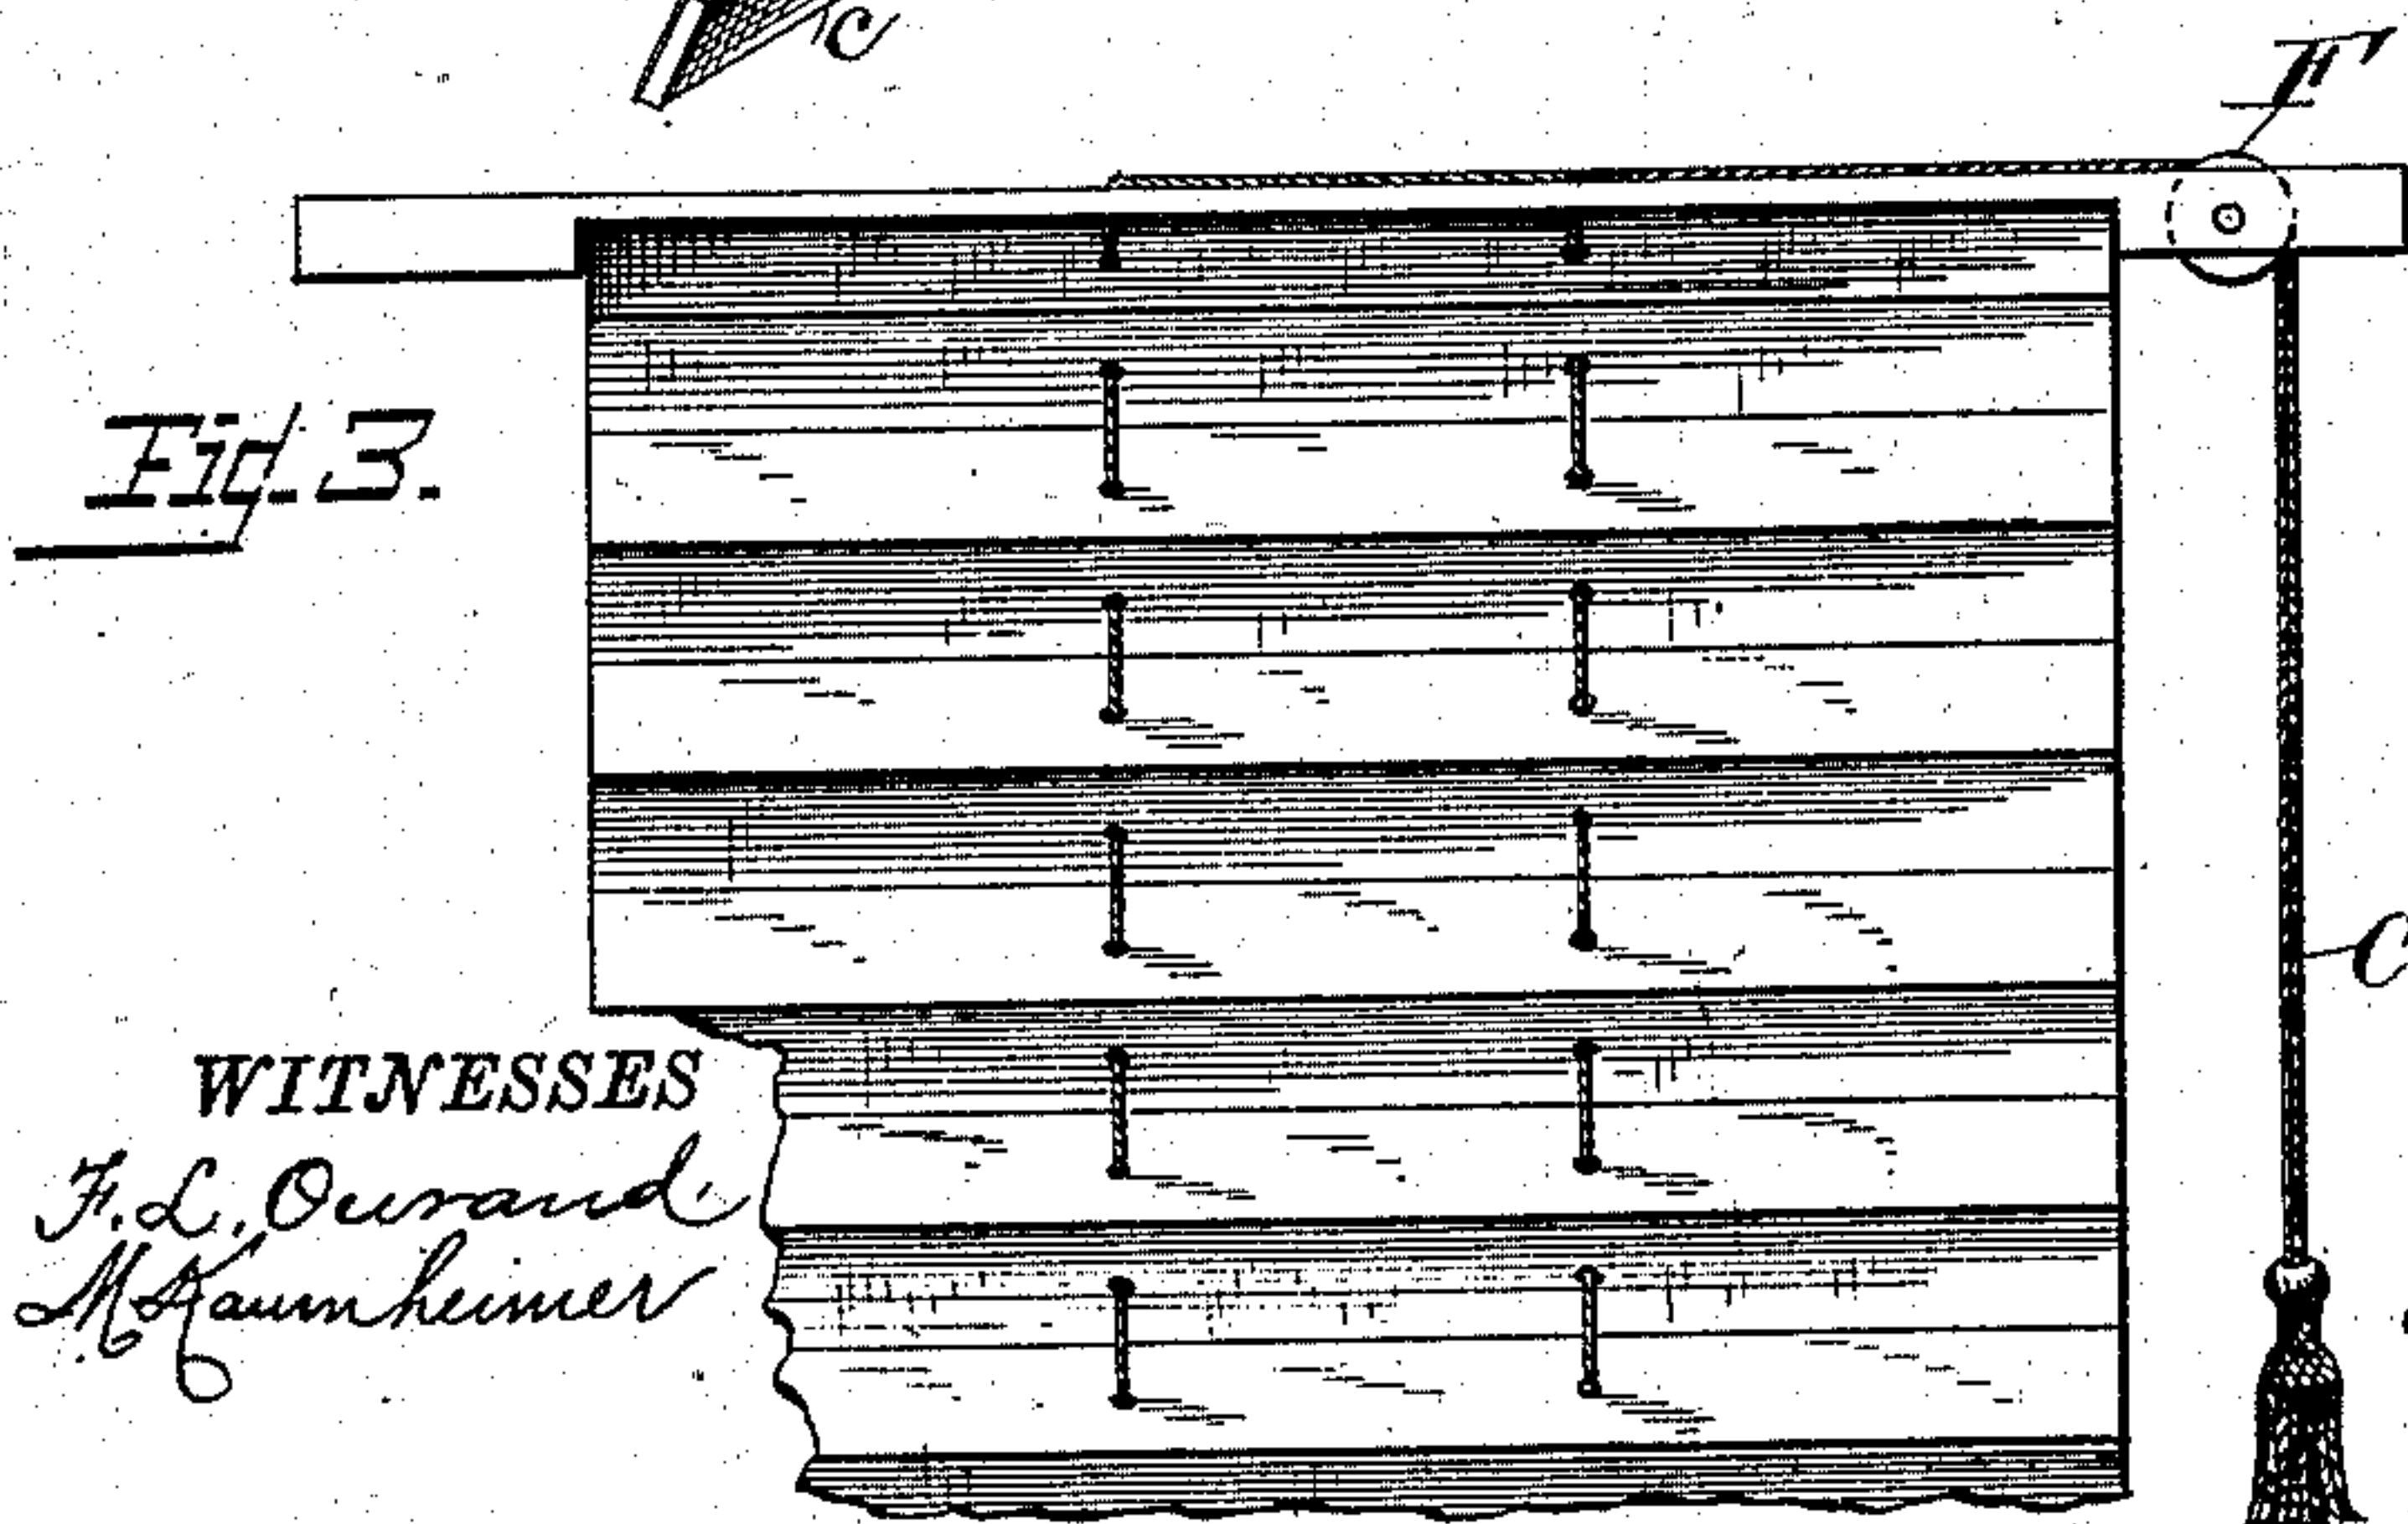 c
F
Fig. 3.
C
WITNESSES
F. L. Ourand
M Kaumheimer